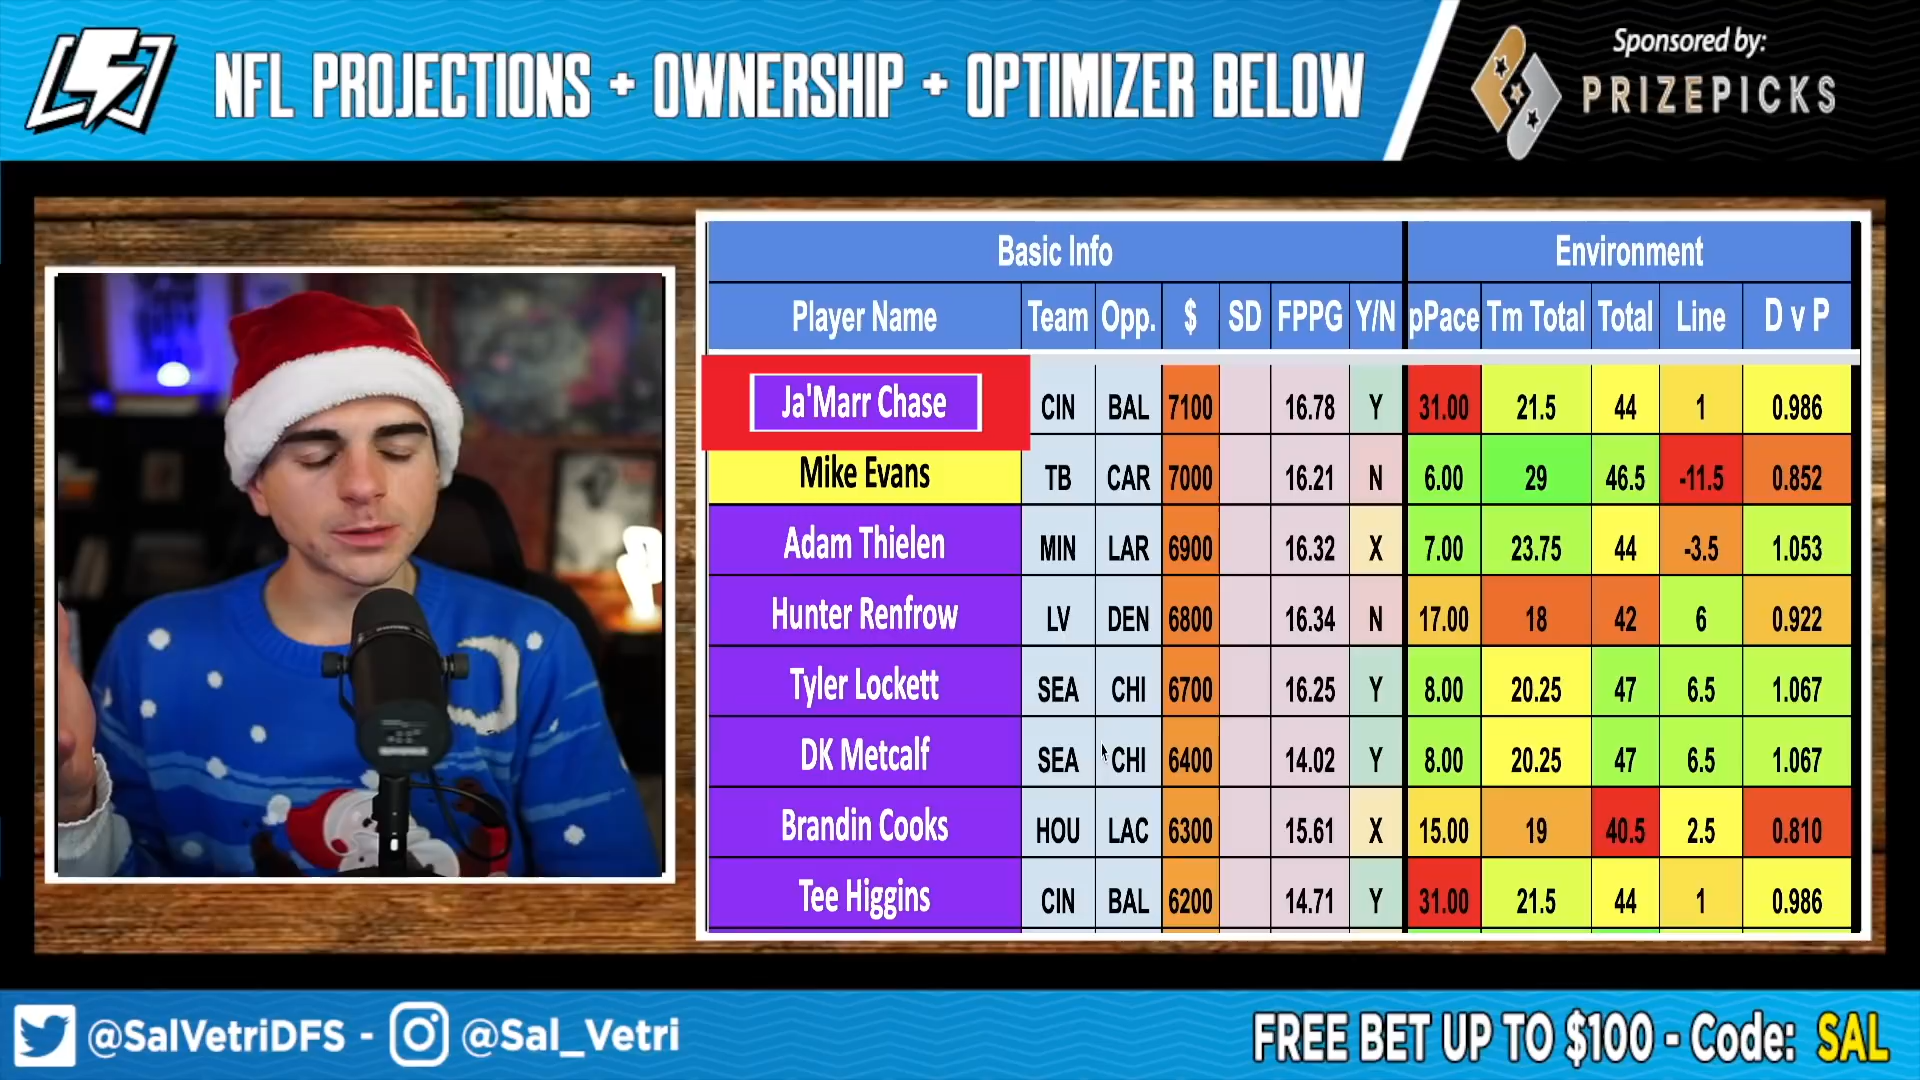 NFL PROJECTIONS + OWNERSHIP + OPTIMIZER BELOW
Sponsored by:
PRIZEPICKS
Basic Info Environment
Player Name Team Opp. $ SD FPPG Y/N pPace Tm Total Total Line D v P
Ja'Marr Chase CIN BAL 7100 16.78 Y 31.00 21.5 44 1 0.986
Mike Evans TB CAR 7000 16.21 N 6.00 29 46.5 -11.5 0.852
Adam Thielen MIN LAR 6900 16.32 X 7.00 23.75 44 -3.5 1.053
Hunter Renfrow LV DEN 6800 16.34 N 17.00 18 42 6 0.922
Tyler Lockett SEA CHI 6700 16.25 Y 8.00 20.25 47 6.5 1.067
DK Metcalf SEA CHI 6400 14.02 Y 8.00 20.25 47 6.5 1.067
Brandin Cooks HOU LAC 6300 15.61 X 15.00 19 40.5 2.5 0.810
Tee Higgins CIN BAL 6200 14.71 Y 31.00 21.5 44 1 0.986
@SalVetriDFS - @Sal_Vetri
FREE BET UP TO $100 - Code: SAL